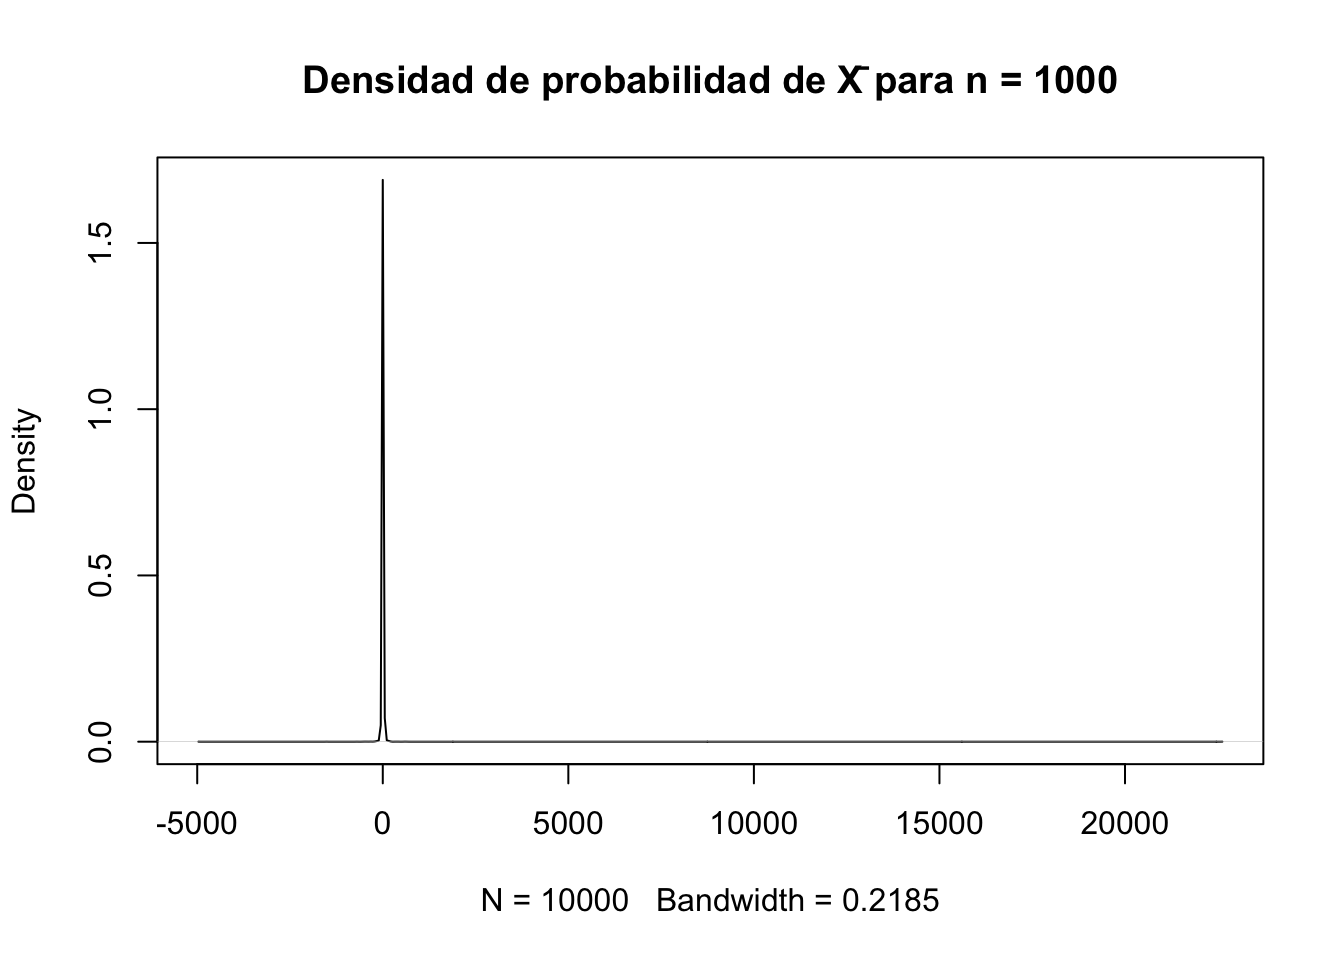 Densidad de probabilidad de X̄ para n = 1000
Density
1.5
1.0
0.5
0.0
-5000 0 5000 10000 15000 20000
N = 10000 Bandwidth = 0.2185